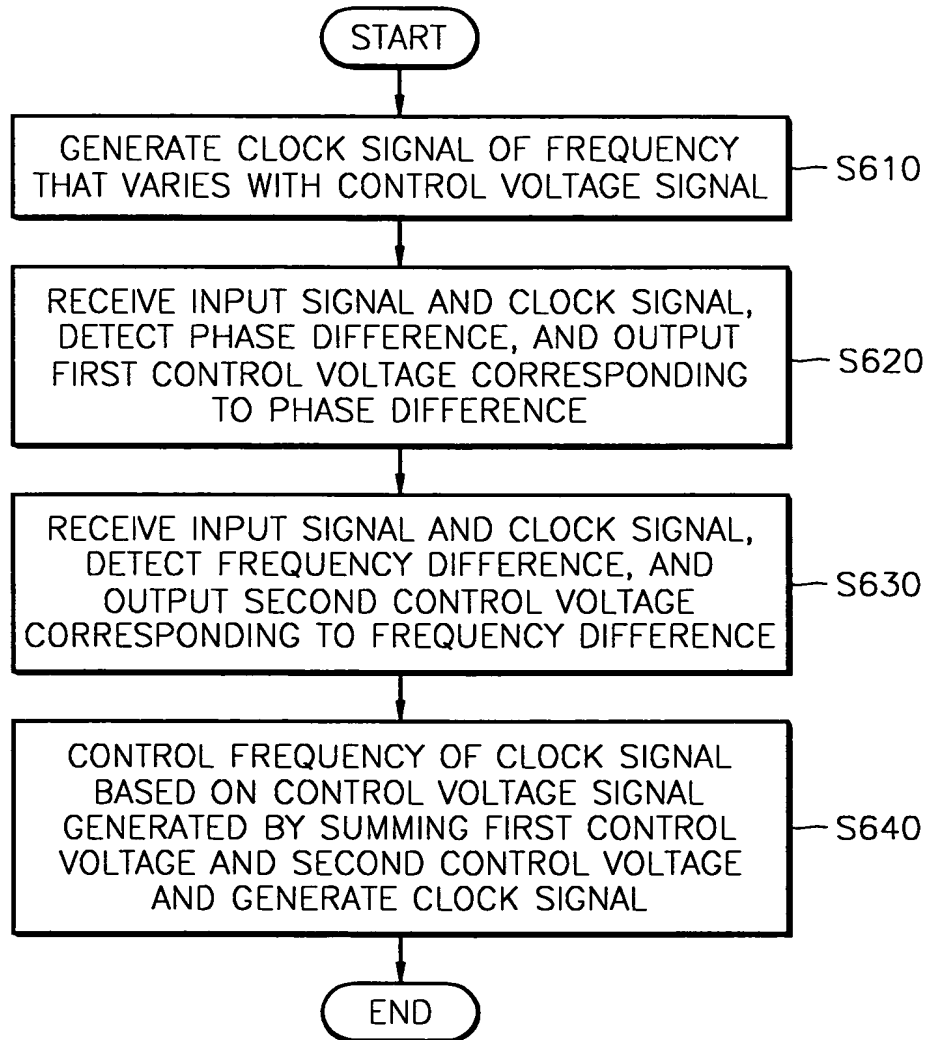 START
GENERATE CLOCK SIGNAL OF FREQUENCY
THAT VARIES WITH CONTROL VOLTAGE SIGNAL
S610
RECEIVE INPUT SIGNAL AND CLOCK SIGNAL,
DETECT PHASE DIFFERENCE, AND OUTPUT
FIRST CONTROL VOLTAGE CORRESPONDING
TO PHASE DIFFERENCE
S620
RECEIVE INPUT SIGNAL AND CLOCK SIGNAL,
DETECT FREQUENCY DIFFERENCE, AND
OUTPUT SECOND CONTROL VOLTAGE
CORRESPONDING TO FREQUENCY DIFFERENCE
S630
CONTROL FREQUENCY OF CLOCK SIGNAL
BASED ON CONTROL VOLTAGE SIGNAL
GENERATED BY SUMMING FIRST CONTROL
VOLTAGE AND SECOND CONTROL VOLTAGE
AND GENERATE CLOCK SIGNAL
S640
END